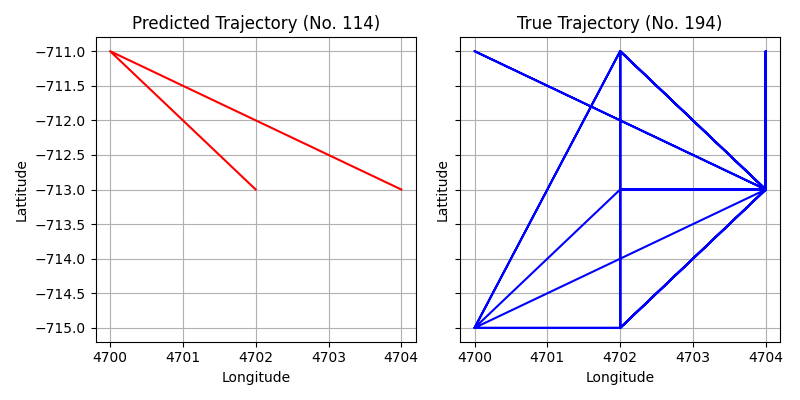 Predicted Trajectory (No. 114)
True Trajectory (No. 194)
Lattitude
−711.0
−711.5
−712.0
−712.5
−713.0
−713.5
−714.0
−714.5
−715.0
4700 4701 4702 4703 4704
Longitude
Lattitude
4700 4701 4702 4703 4704
Longitude